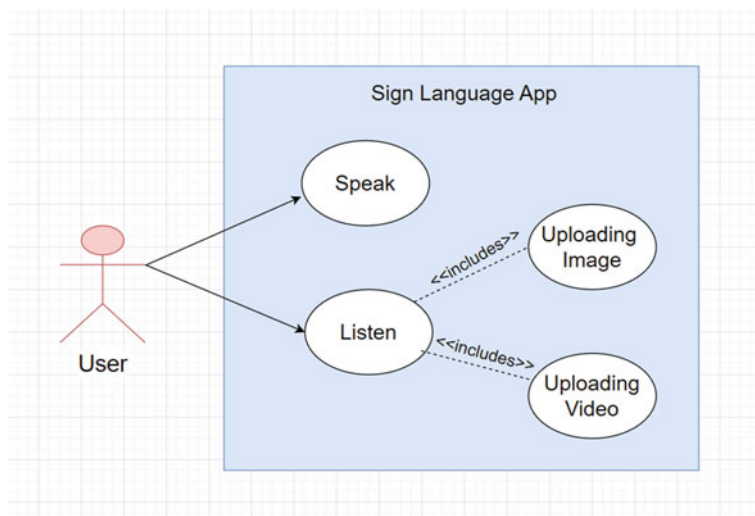 Sign Language App
Speak
Uploading
Image
<<includes>>
Listen
<<includes>>
User
Uploading
Video